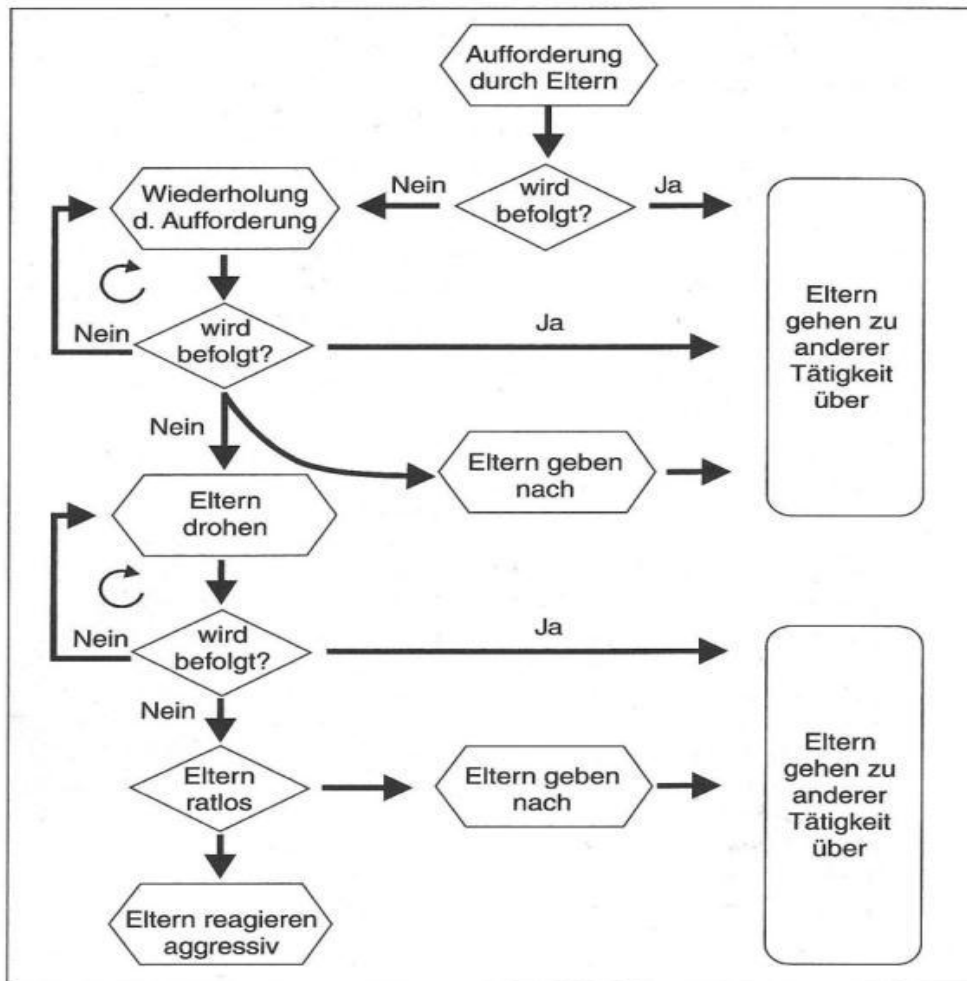 Aufforderung
durch Eltern
Wiederholung
d. Aufforderung
Nein
wird
befolgt?
Ja
Nein
wird
befolgt?
Ja
Eltern
gehen zu
anderer
Tätigkeit
über
Nein
Eltern geben
nach
Eltern
drohen
Nein
wird
befolgt?
Ja
Nein
Eltern
ratlos
Eltern geben
nach
Eltern
gehen zu
anderer
Tätigkeit
über
Eltern reagieren
aggressiv